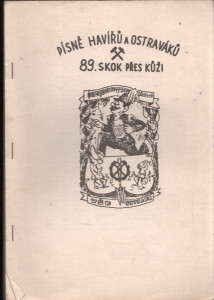 PÍSNĚ HAVÍŘŮ A OSTRAVÁKŮ
89. SKOK PŘES KŮŽI